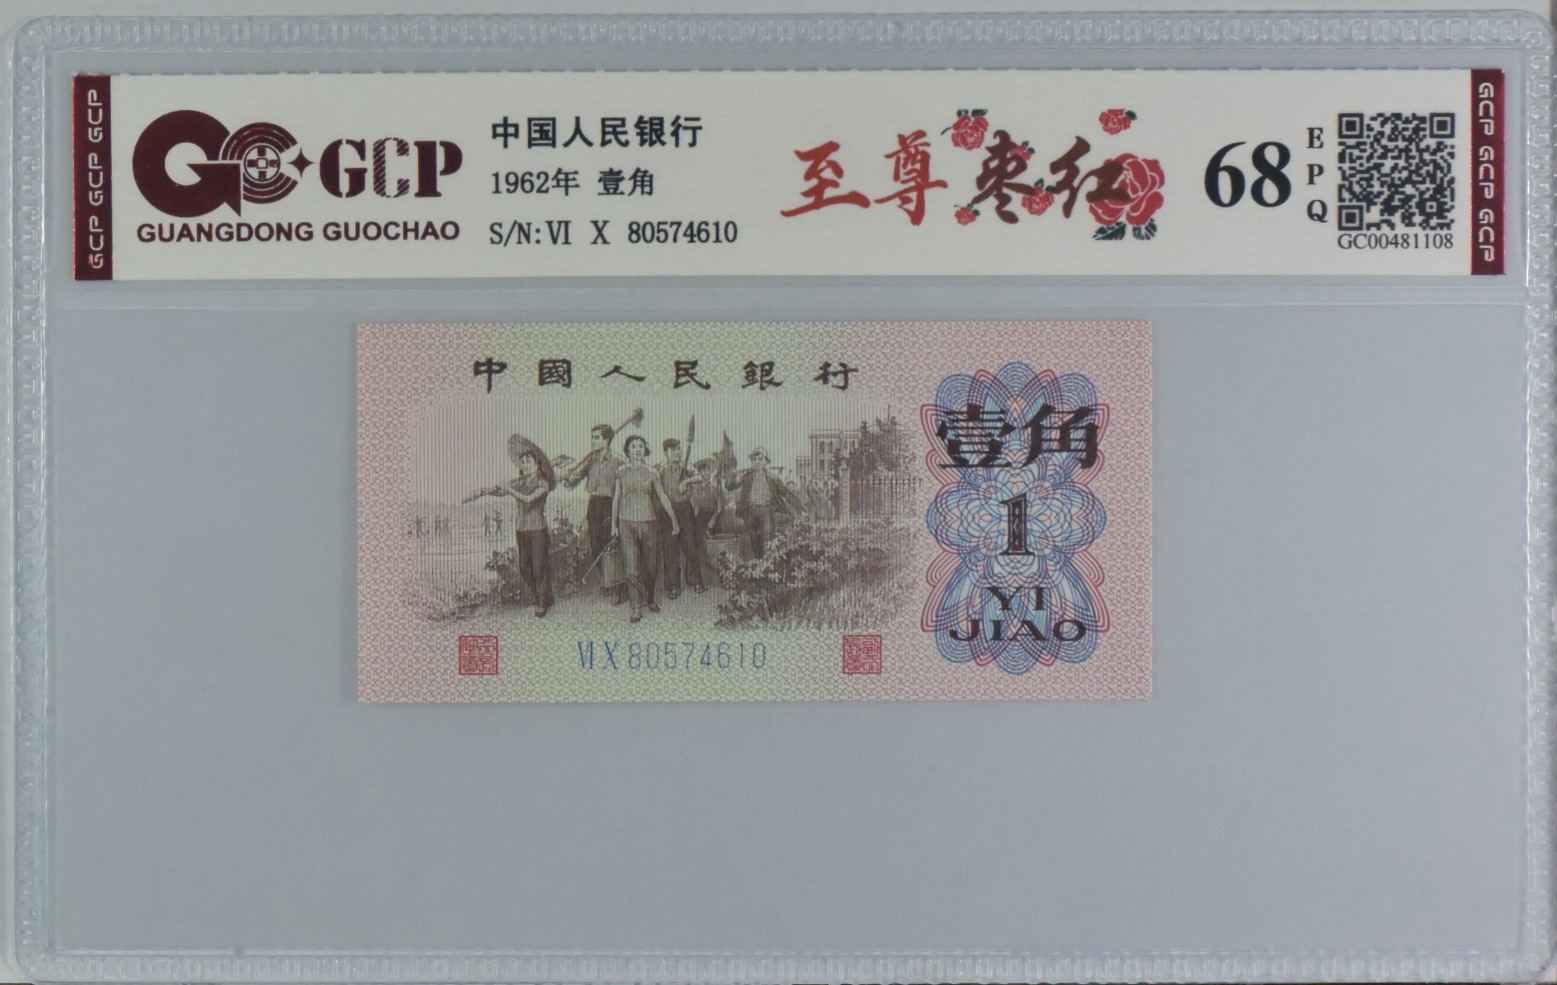 GCP GCP GCP
GCP
GUANGDONG GUOCHAO
中国人民银行
1962年 壹角
S/N: VI X 80574610
至尊枣红
68
EPQ
GC00481108
GCP GCP GCP
中國人民銀行
壹角
1
YI
JIAO
VI X 80574610